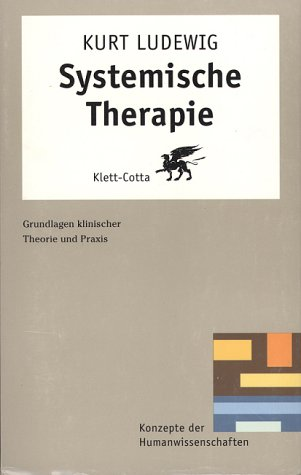 KURT LUDEWIG
Systemische
Therapie
Klett-Cotta
Grundlagen klinischer
Theorie und Praxis
Konzepte der
Humanwissenschaften